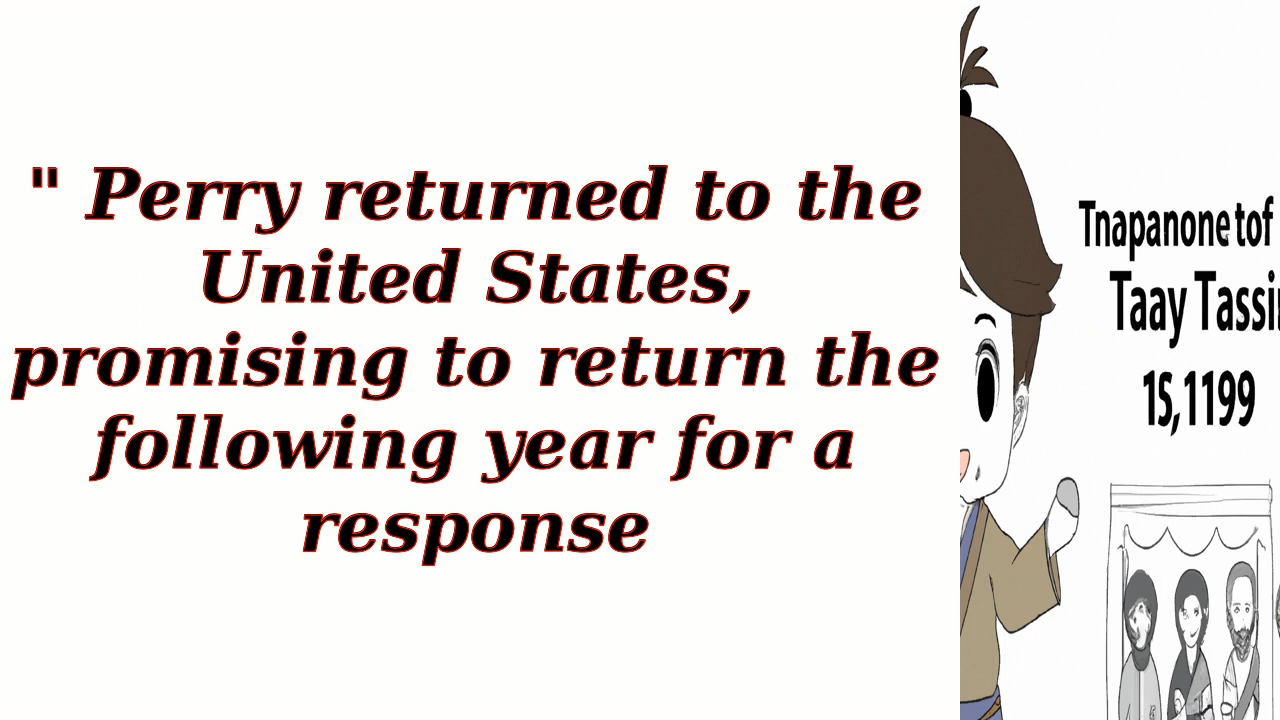 " Perry returned to the
United States,
promising to return the
following year for a
response
Tnapanone tof
Taay Tassi
15,1199